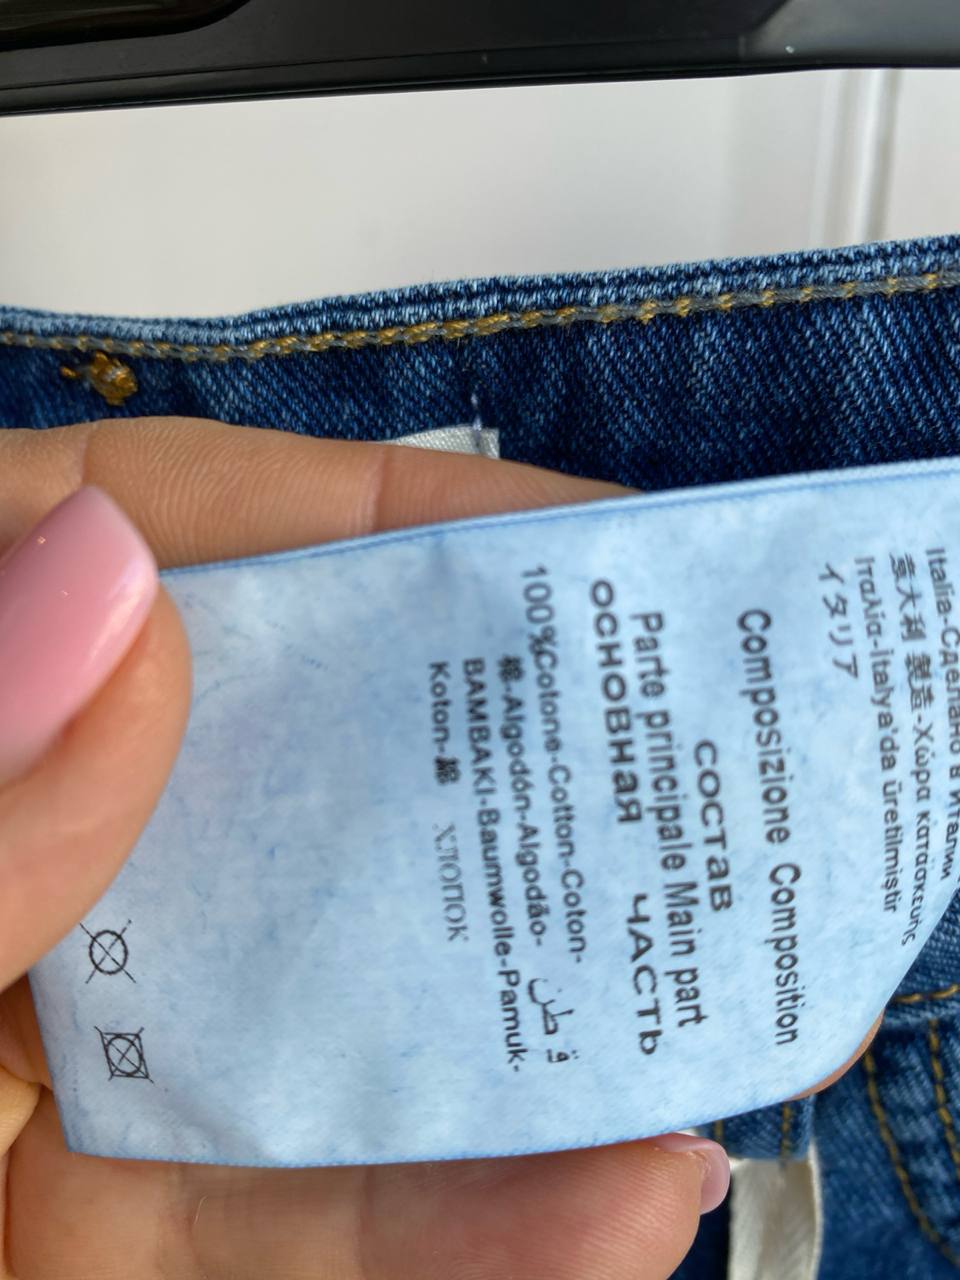 Italia-Сделано в Италии
意大利 製造-Χώρα κατασκευής
Ιταλία-İtalya'da üretilmiştir
イタリア
Composizione Composition
состав
Parte principale Main part
основная часть
100%Cotone-Cotton-Coton-
棉-Algodón-Algodão- قطن
BAMBAKI-Baumwolle-Pamuk-
Koton-綿 хлопок